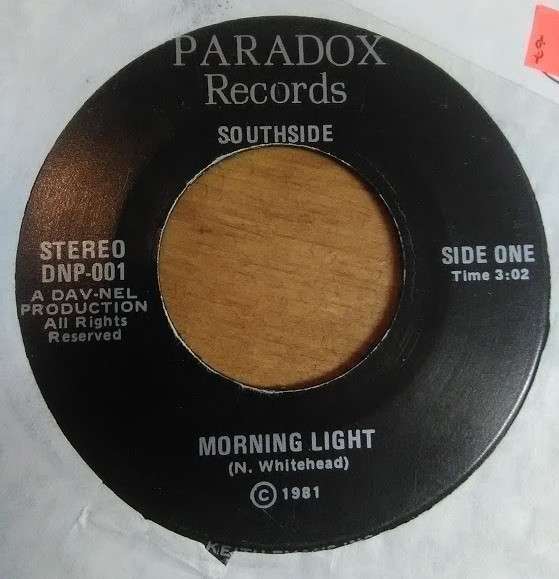 PARADOX
Records
SOUTHSIDE
STEREO
DNP-001
A DAV-NEL
PRODUCTION
All Rights
Reserved
SIDE ONE
Time 3:02
MORNING LIGHT
(N. Whitehead)
© 1981